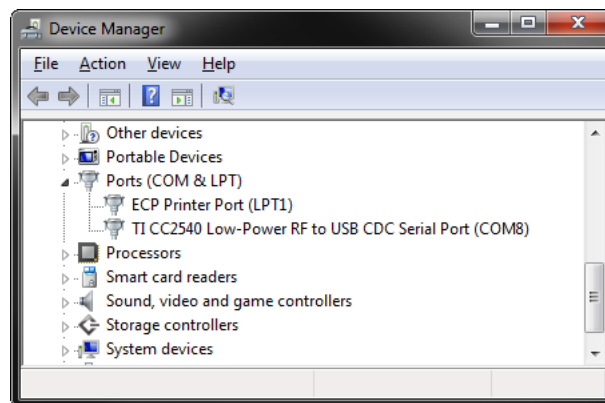 Device Manager
File Action View Help
Other devices
Portable Devices
Ports (COM & LPT)
ECP Printer Port (LPT1)
TI CC2540 Low-Power RF to USB CDC Serial Port (COM8)
Processors
Smart card readers
Sound, video and game controllers
Storage controllers
System devices